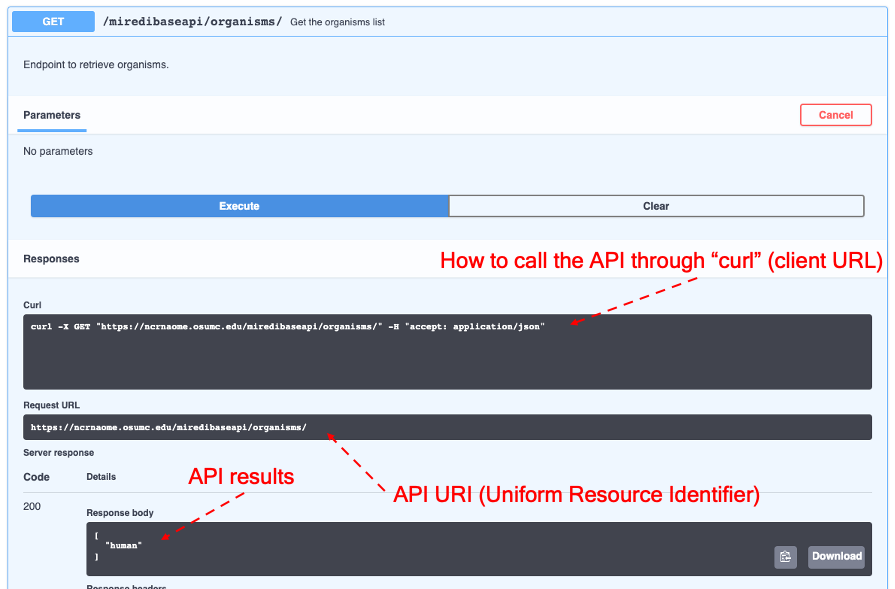 GET /miredibaseapi/organisms/ Get the organisms list
Endpoint to retrieve organisms.
Parameters
Cancel
No parameters
Execute
Clear
Responses
How to call the API through “curl” (client URL)
Curl
curl -X GET "https://ncrnaome.osumc.edu/miredibaseapi/organisms/" -H "accept: application/json"
Request URL
https://ncrnaome.osumc.edu/miredibaseapi/organisms/
Server response
Code
Details
API results
API URI (Uniform Resource Identifier)
200
Response body
[
"human"
]
Download
Response headers